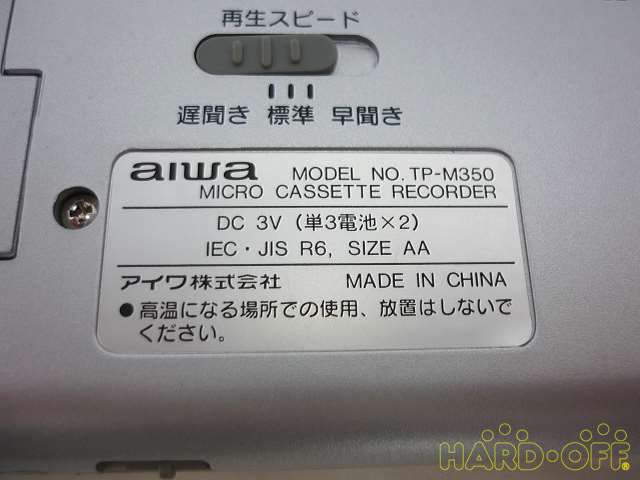 再生スピード
遅聞き 標準 早聞き
aiwa MODEL NO. TP-M350
MICRO CASSETTE RECORDER
DC 3V (単3電池×2)
IEC・JIS R6, SIZE AA
アイワ株式会社 MADE IN CHINA
●高温になる場所での使用、放置はしないで
ください。
HARD-OFF